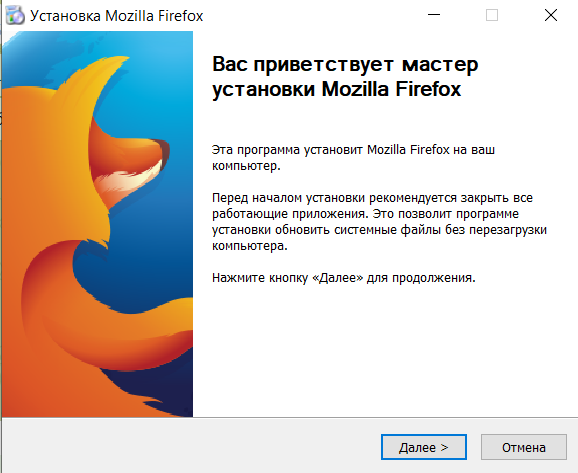 Установка Mozilla Firefox
Вас приветствует мастер
установки Mozilla Firefox
Эта программа установит Mozilla Firefox на ваш
компьютер.
Перед началом установки рекомендуется закрыть все
работающие приложения. Это позволит программе
установки обновить системные файлы без перезагрузки
компьютера.
Нажмите кнопку «Далее» для продолжения.
Далее >
Отмена